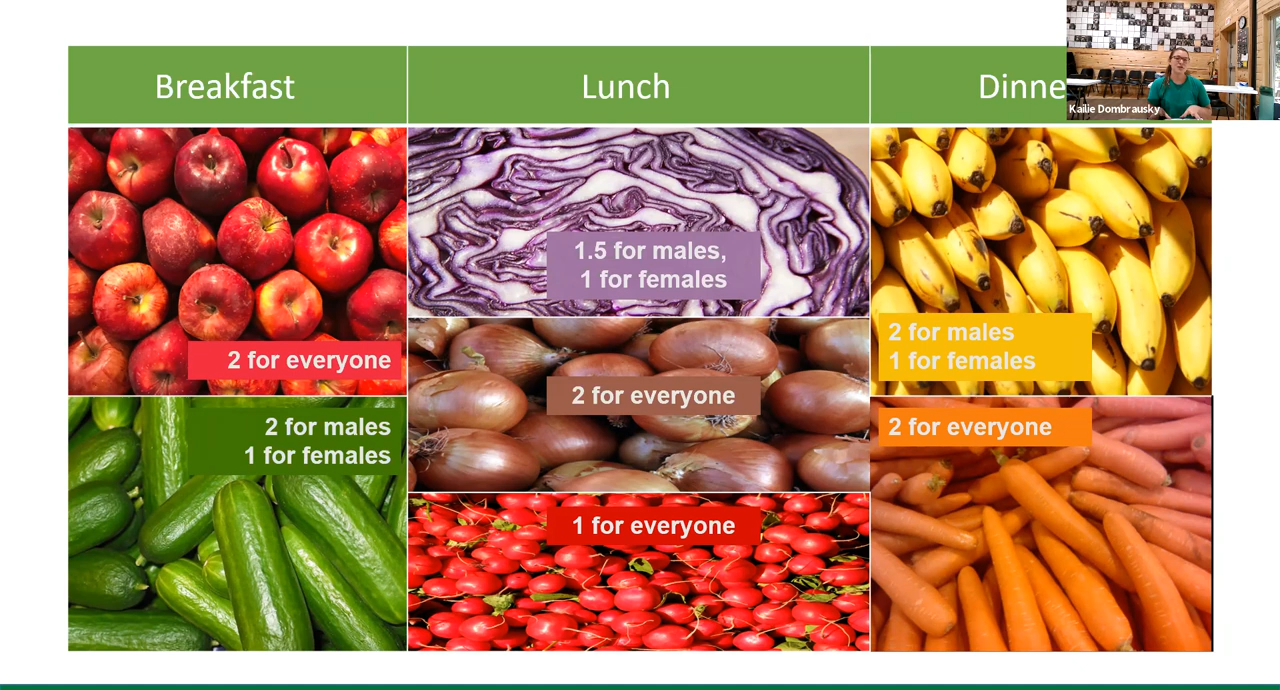 Breakfast
Lunch
Dinne
Kailie Dombrausky
2 for everyone
2 for males
1 for females
1.5 for males,
1 for females
2 for everyone
1 for everyone
2 for males
1 for females
2 for everyone